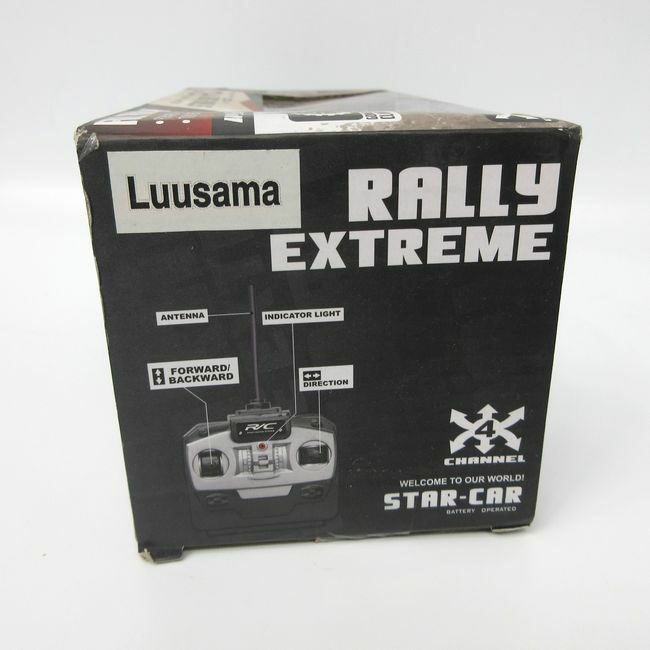 Luusama
RALLY
EXTREME
ANTENNA
INDICATOR LIGHT
FORWARD/
BACKWARD
DIRECTION
R/C
4
CHANNEL
WELCOME TO OUR WORLD!
STAR-CAR
BATTERY OPERATED